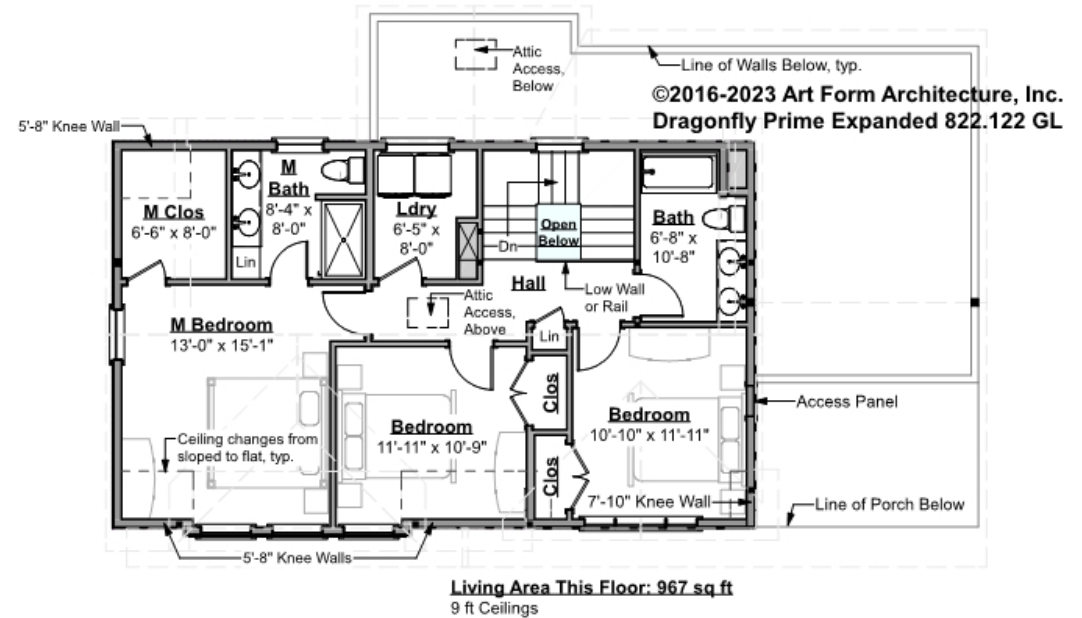 Attic
Access,
Below
Line of Walls Below, typ.
©2016-2023 Art Form Architecture, Inc.
Dragonfly Prime Expanded 822.122 GL
5'-8" Knee Wall
M Clos
6'-6" x 8'-0"
M
Bath
8'-4" x
8'-0"
Lin
Ldry
6'-5" x
8'-0"
Dn
Open
Below
Bath
6'-8" x
10'-8"
Hall
Low Wall
or Rail
Attic
Access,
Above
Lin
M Bedroom
13'-0" x 15'-1"
Clos
Bedroom
11'-11" x 10'-9"
Bedroom
10'-10" x 11'-11"
Access Panel
Ceiling changes from
sloped to flat, typ.
Clos
7'-10" Knee Wall
Line of Porch Below
5'-8" Knee Walls
Living Area This Floor: 967 sq ft
9 ft Ceilings